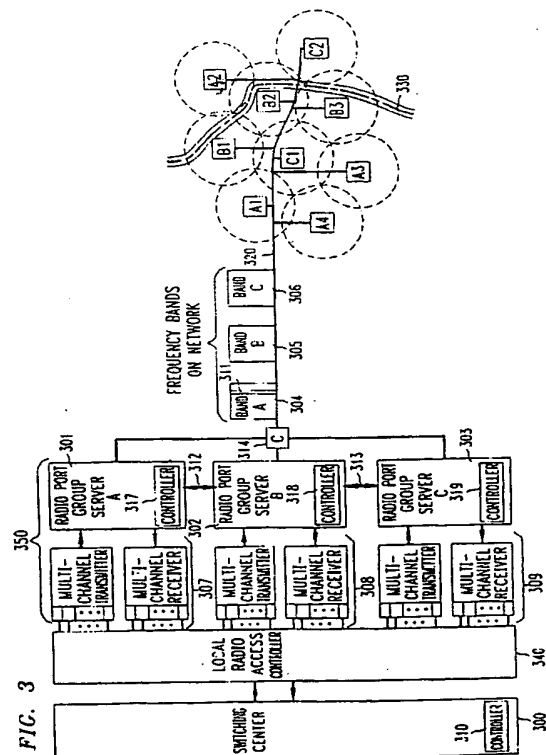 FIG. 3
SWITCHING
CENTER
CONTROLLER
310
300
LOCAL
RADIO
ACCESS
CONTROLLER
340
350
MULTI-
CHANNEL
TRANSMITTER
MULTI-
CHANNEL
RECEIVER
307
MULTI-
CHANNEL
TRANSMITTER
MULTI-
CHANNEL
RECEIVER
308
MULTI-
CHANNEL
TRANSMITTER
MULTI-
CHANNEL
RECEIVER
309
301
RADIO PORT
GROUP
SERVER
A
317
CONTROLLER
312
302
RADIO PORT
GROUP
SERVER
B
318
CONTROLLER
313
303
RADIO PORT
GROUP
SERVER
C
319
CONTROLLER
C
314
FREQUENCY BANDS
ON NETWORK
311
BAND
A
304
BAND
B
305
BAND
C
306
320
A1
A4
B1
C1
A3
A2
B2
B3
C2
330